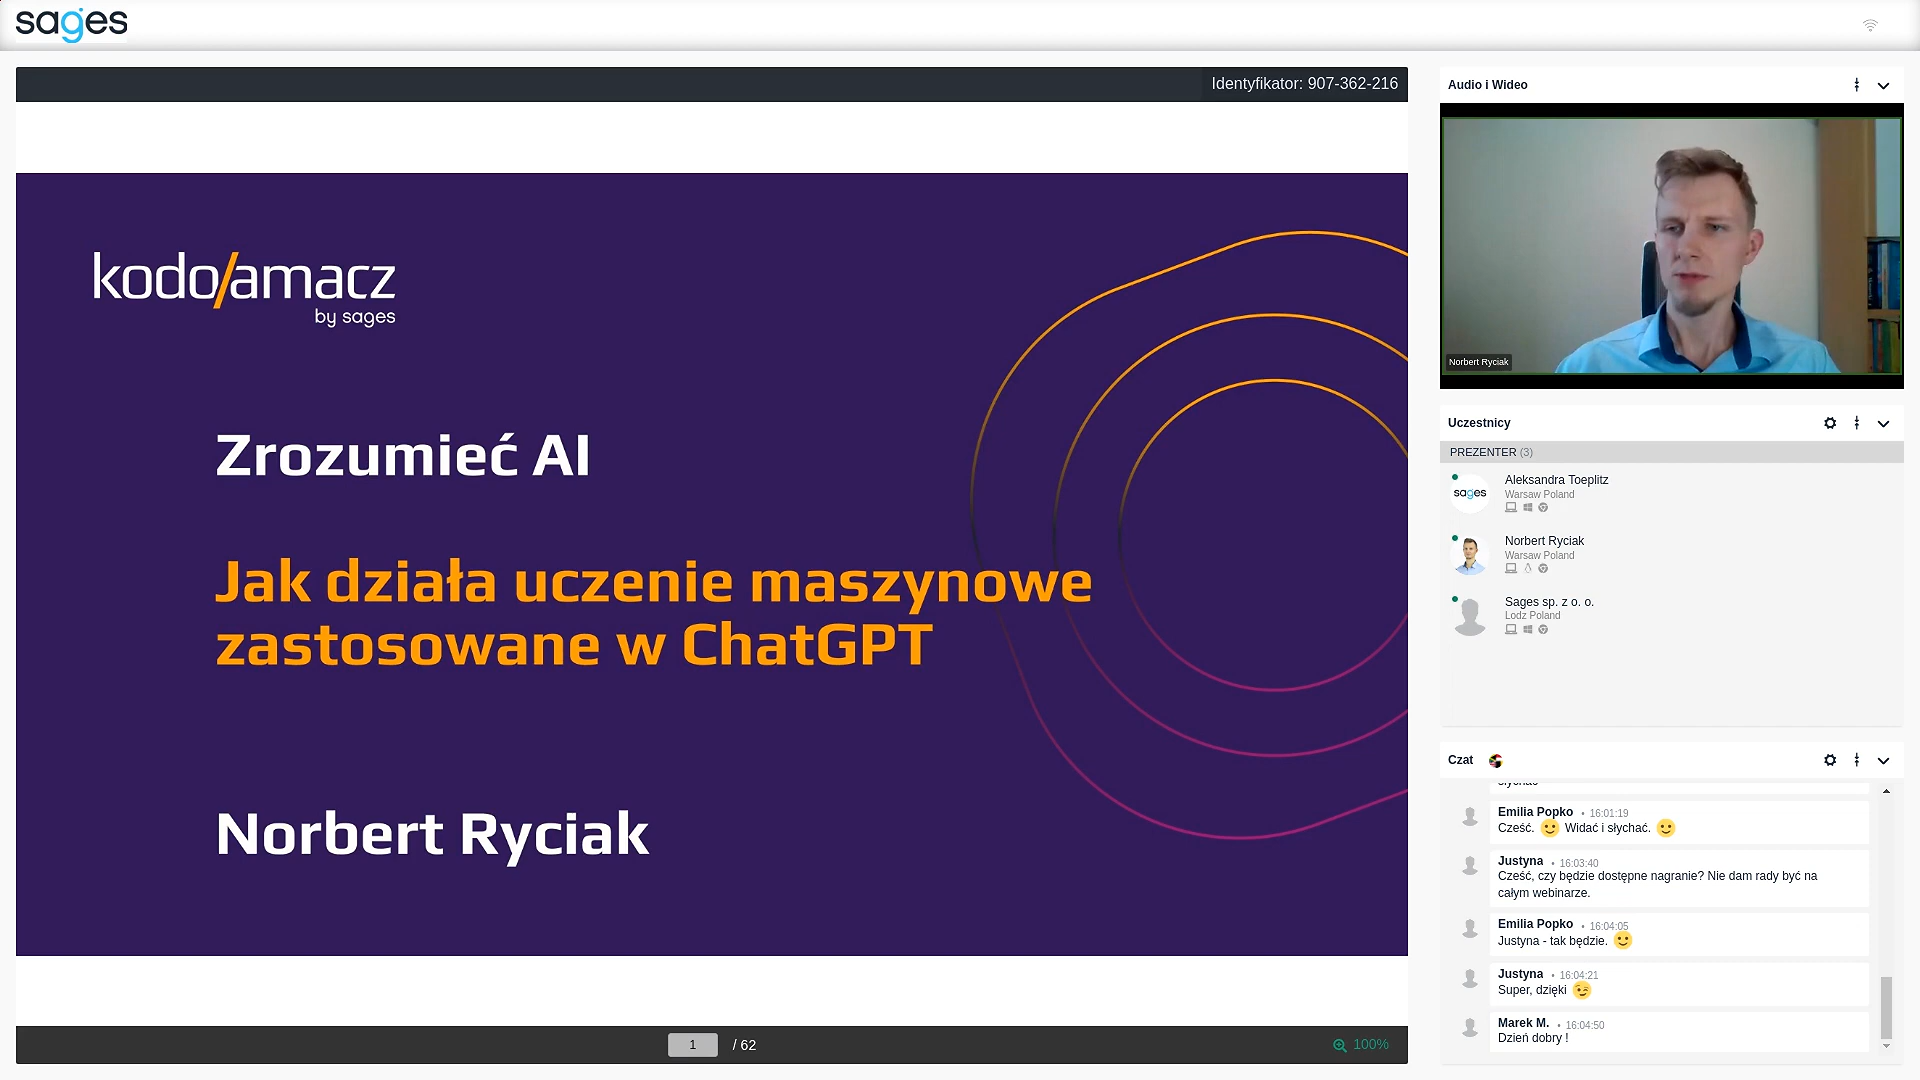 sages
Identyfikator: 907-362-216
kodo/amacz
by sages
Zrozumieć AI
Jak działa uczenie maszynowe
zastosowane w ChatGPT
Norbert Ryciak
1 / 62
100%
Audio i Wideo
Norbert Ryciak
Uczestnicy
PREZENTER (3)
sages
Aleksandra Toeplitz
Warsaw Poland
Norbert Ryciak
Warsaw Poland
Sages sp. z o. o.
Lodz Poland
Czat
Emilia Popko • 16:01:19
Cześć. 🙂 Widać i słychać. 🙂
Justyna • 16:03:40
Cześć, czy będzie dostępne nagranie? Nie dam rady być na
całym webinarze.
Emilia Popko • 16:04:05
Justyna - tak będzie. 🙂
Justyna • 16:04:21
Super, dzięki 😉
Marek M. • 16:04:50
Dzień dobry !